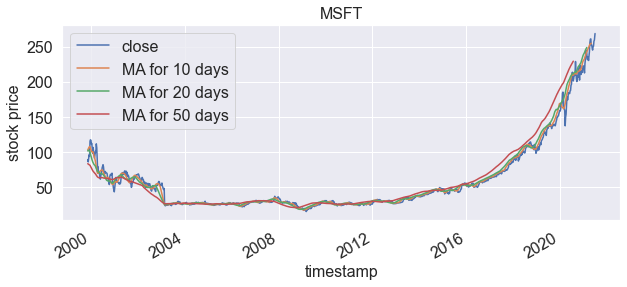 MSFT
close
MA for 10 days
MA for 20 days
MA for 50 days
stock price
250
200
150
100
50
2000
2004
2008
2012
2016
2020
timestamp